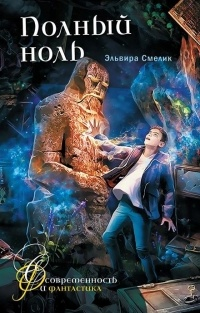 Полный
ноль
Эльвира Смелик
Современность
и фантастика